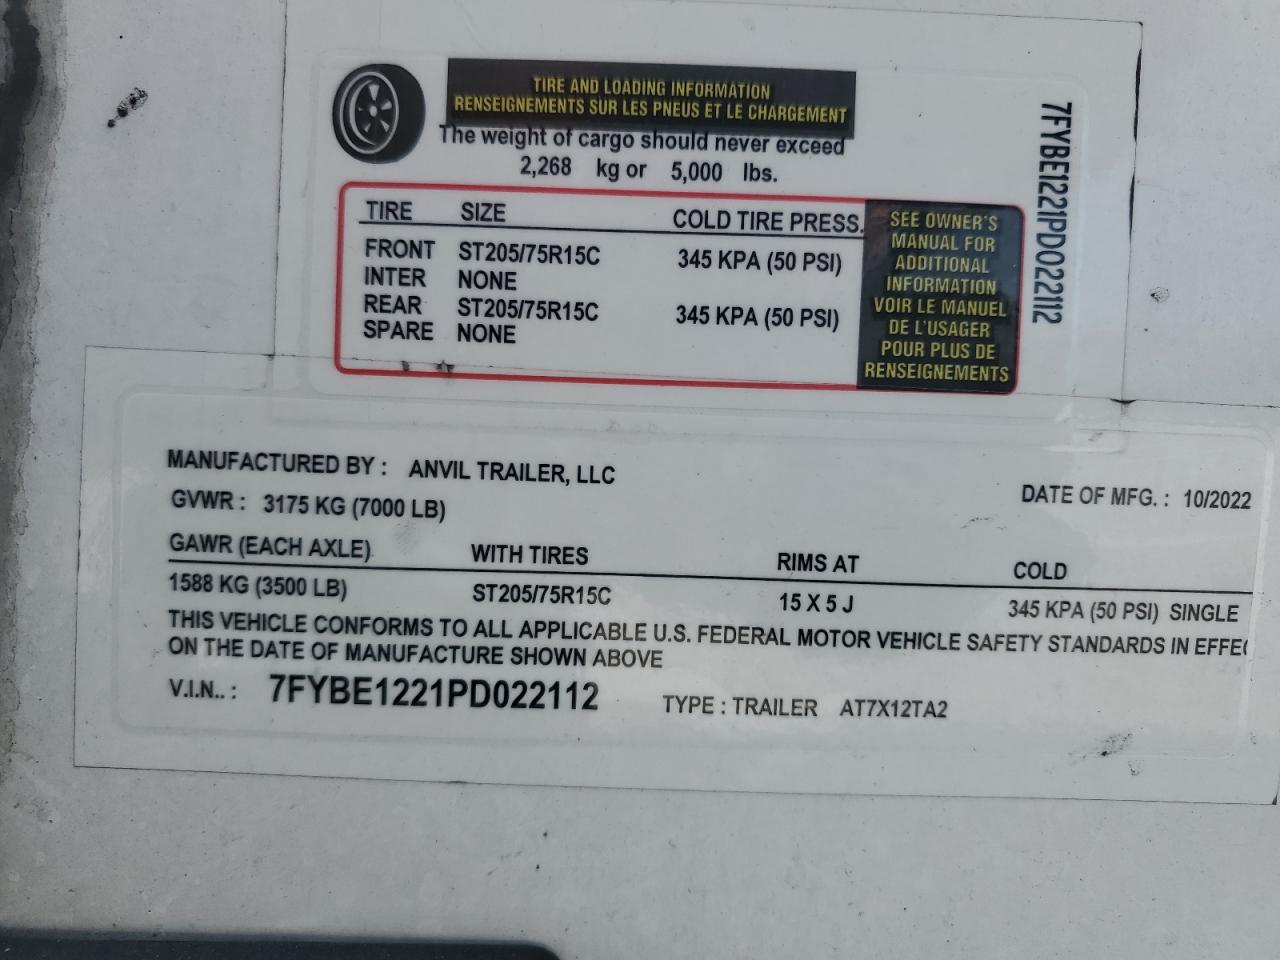 TIRE AND LOADING INFORMATION
RENSEIGNEMENTS SUR LES PNEUS ET LE CHARGEMENT
The weight of cargo should never exceed
2,268 kg or 5,000 lbs.
TIRE SIZE COLD TIRE PRESS.
FRONT ST205/75R15C 345 KPA (50 PSI)
INTER NONE
REAR ST205/75R15C 345 KPA (50 PSI)
SPARE NONE
SEE OWNER'S
MANUAL FOR
ADDITIONAL
INFORMATION
VOIR LE MANUEL
DE L'USAGER
POUR PLUS DE
RENSEIGNEMENTS
7FYBE1221PD022112
MANUFACTURED BY : ANVIL TRAILER, LLC
DATE OF MFG. : 10/2022
GVWR : 3175 KG (7000 LB)
GAWR (EACH AXLE) WITH TIRES RIMS AT COLD
1588 KG (3500 LB) ST205/75R15C 15 X 5 J 345 KPA (50 PSI) SINGLE
THIS VEHICLE CONFORMS TO ALL APPLICABLE U.S. FEDERAL MOTOR VEHICLE SAFETY STANDARDS IN EFFEC
ON THE DATE OF MANUFACTURE SHOWN ABOVE
V.I.N.. : 7FYBE1221PD022112 TYPE : TRAILER AT7X12TA2